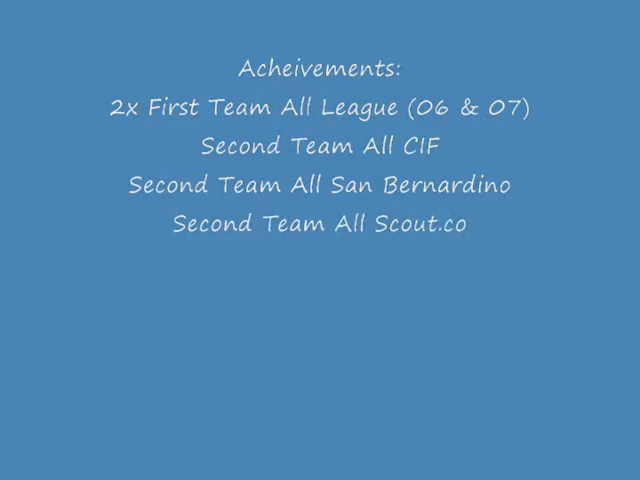 Acheivements:
2x First Team All League (06 & 07)
Second Team All CIF
Second Team All San Bernardino
Second Team All Scout.co